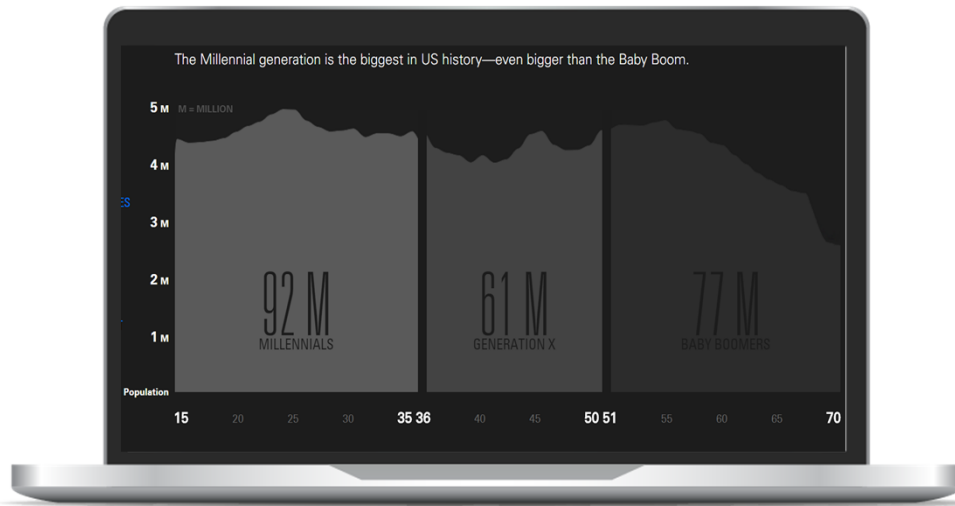 The Millennial generation is the biggest in US history—even bigger than the Baby Boom.
5 M M = MILLION
4 M
ES
3 M
2 M
92 M
61 M
77 M
1 M
MILLENNIALS
GENERATION X
BABY BOOMERS
Population
15 20 25 30 35 36 40 45 50 51 55 60 65 70